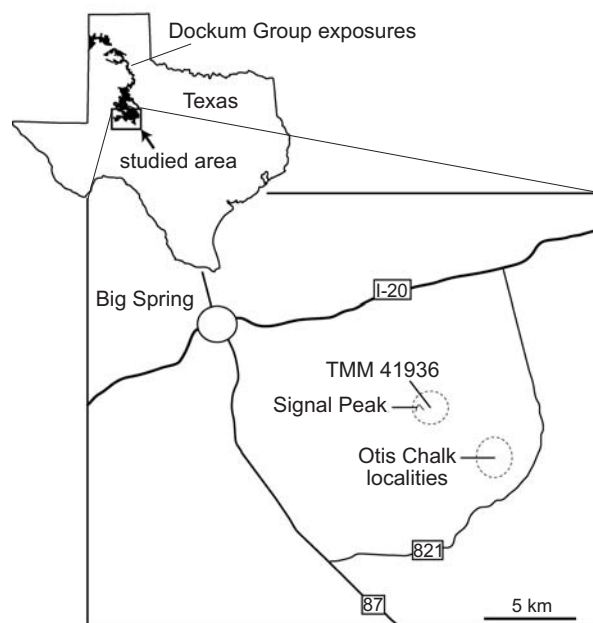 Dockum Group exposures
Texas
studied area
Big Spring
I-20
TMM 41936
Signal Peak
Otis Chalk
localities
821
87
5 km